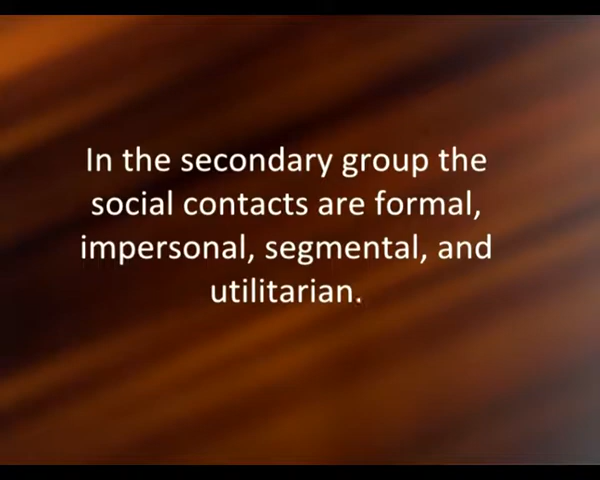 In the secondary group the
social contacts are formal,
impersonal, segmental, and
utilitarian.